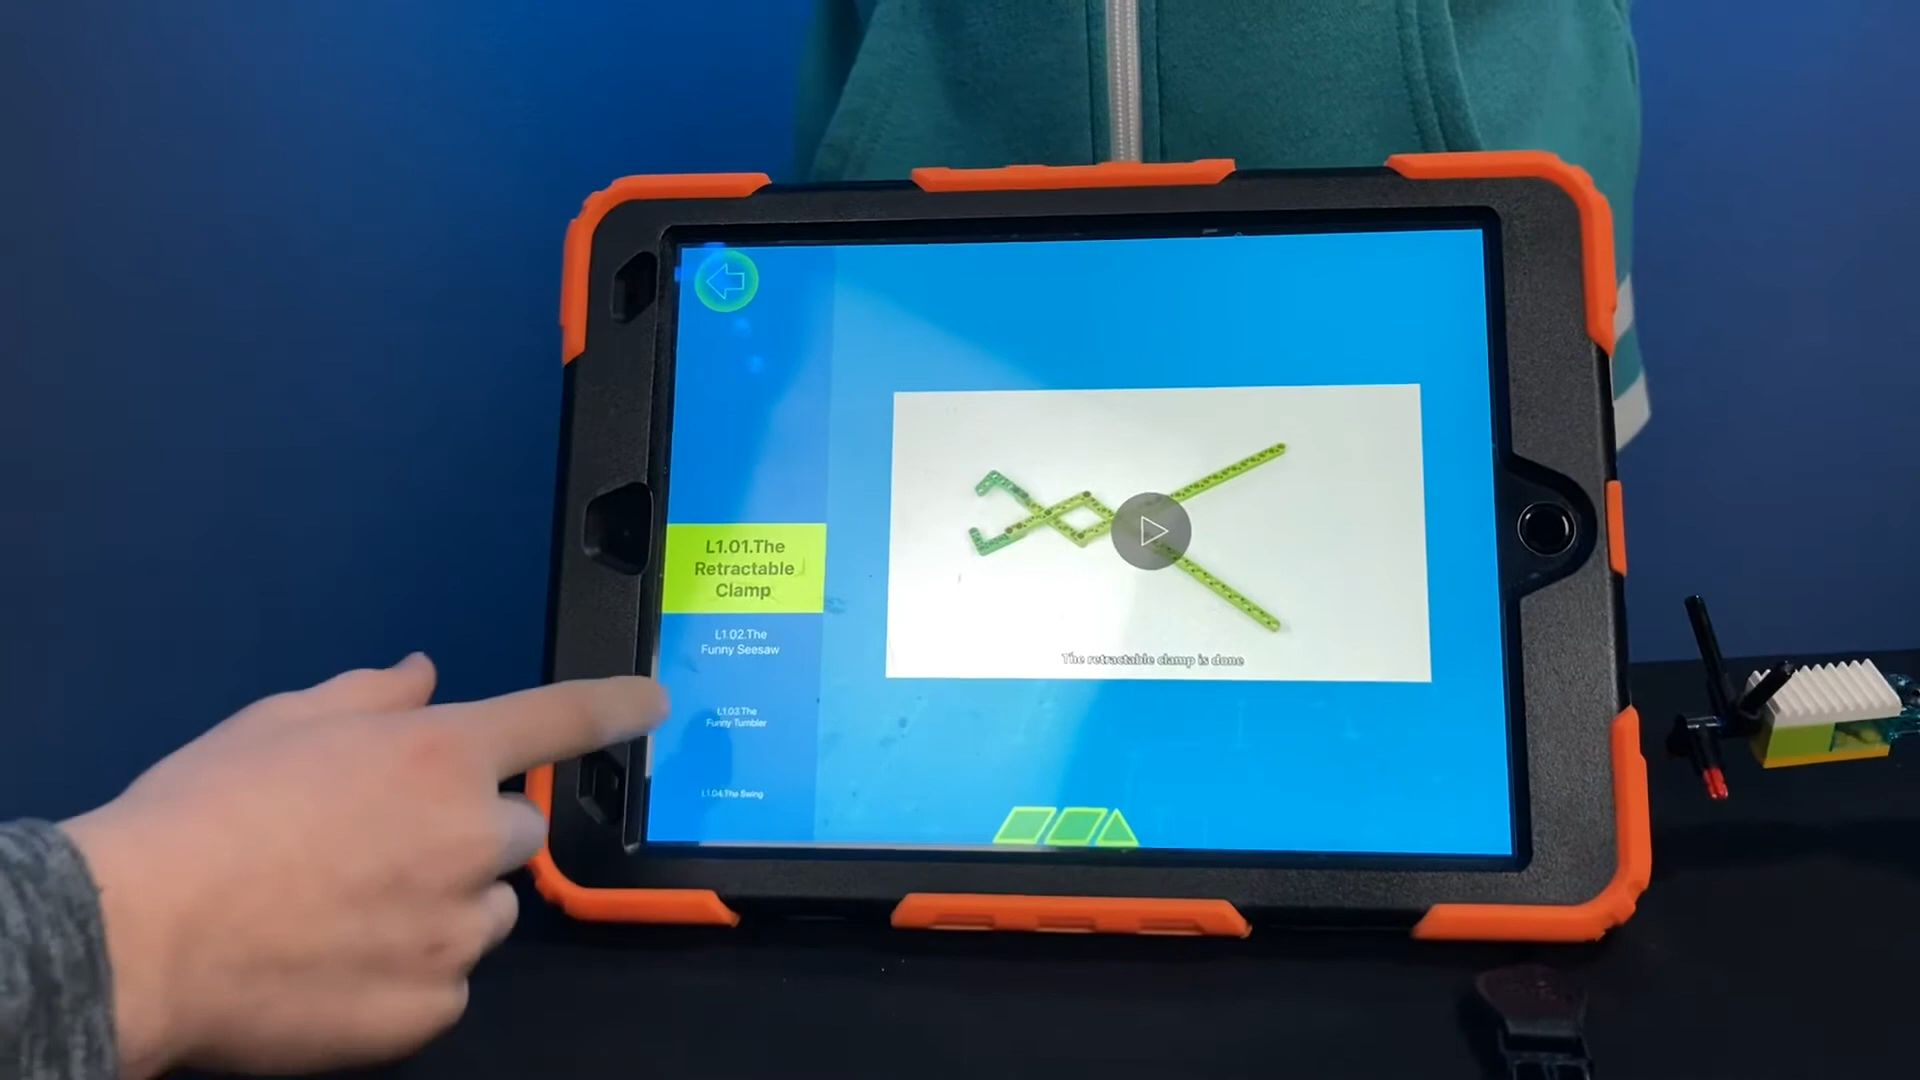 L1.01.The
Retractable
Clamp
L1.02.The
Funny Seesaw
L1.03.The
Funny Tumbler
L1.04.The Swing
The retractable clamp is done